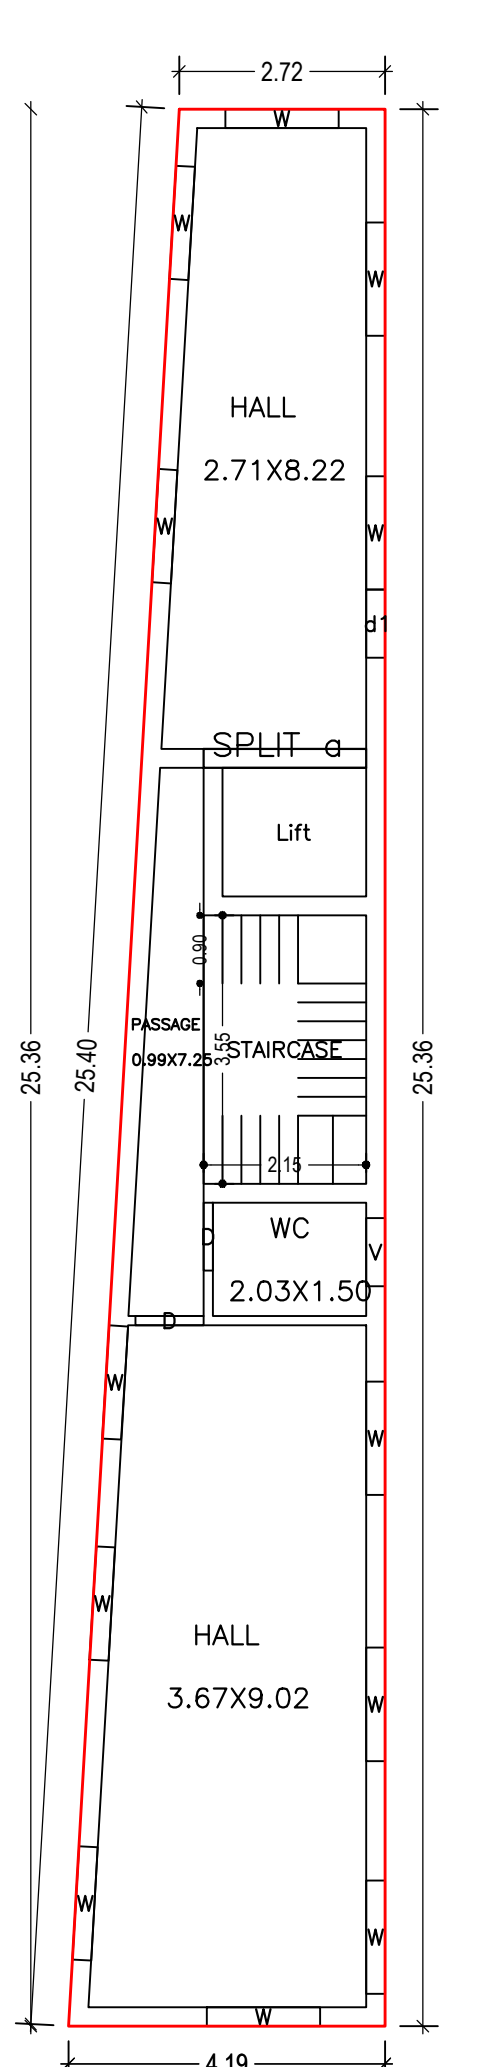 2.72
W
W
W
HALL
2.71X8.22
W
W
d1
SPLIT a
Lift
0.90
PASSAGE
0.99X7.25
3.55
STAIRCASE
25.36
25.40
25.36
2.15
D
WC
V
2.03X1.50
D
W
W
W
HALL
3.67X9.02
W
W
W
W
4.19